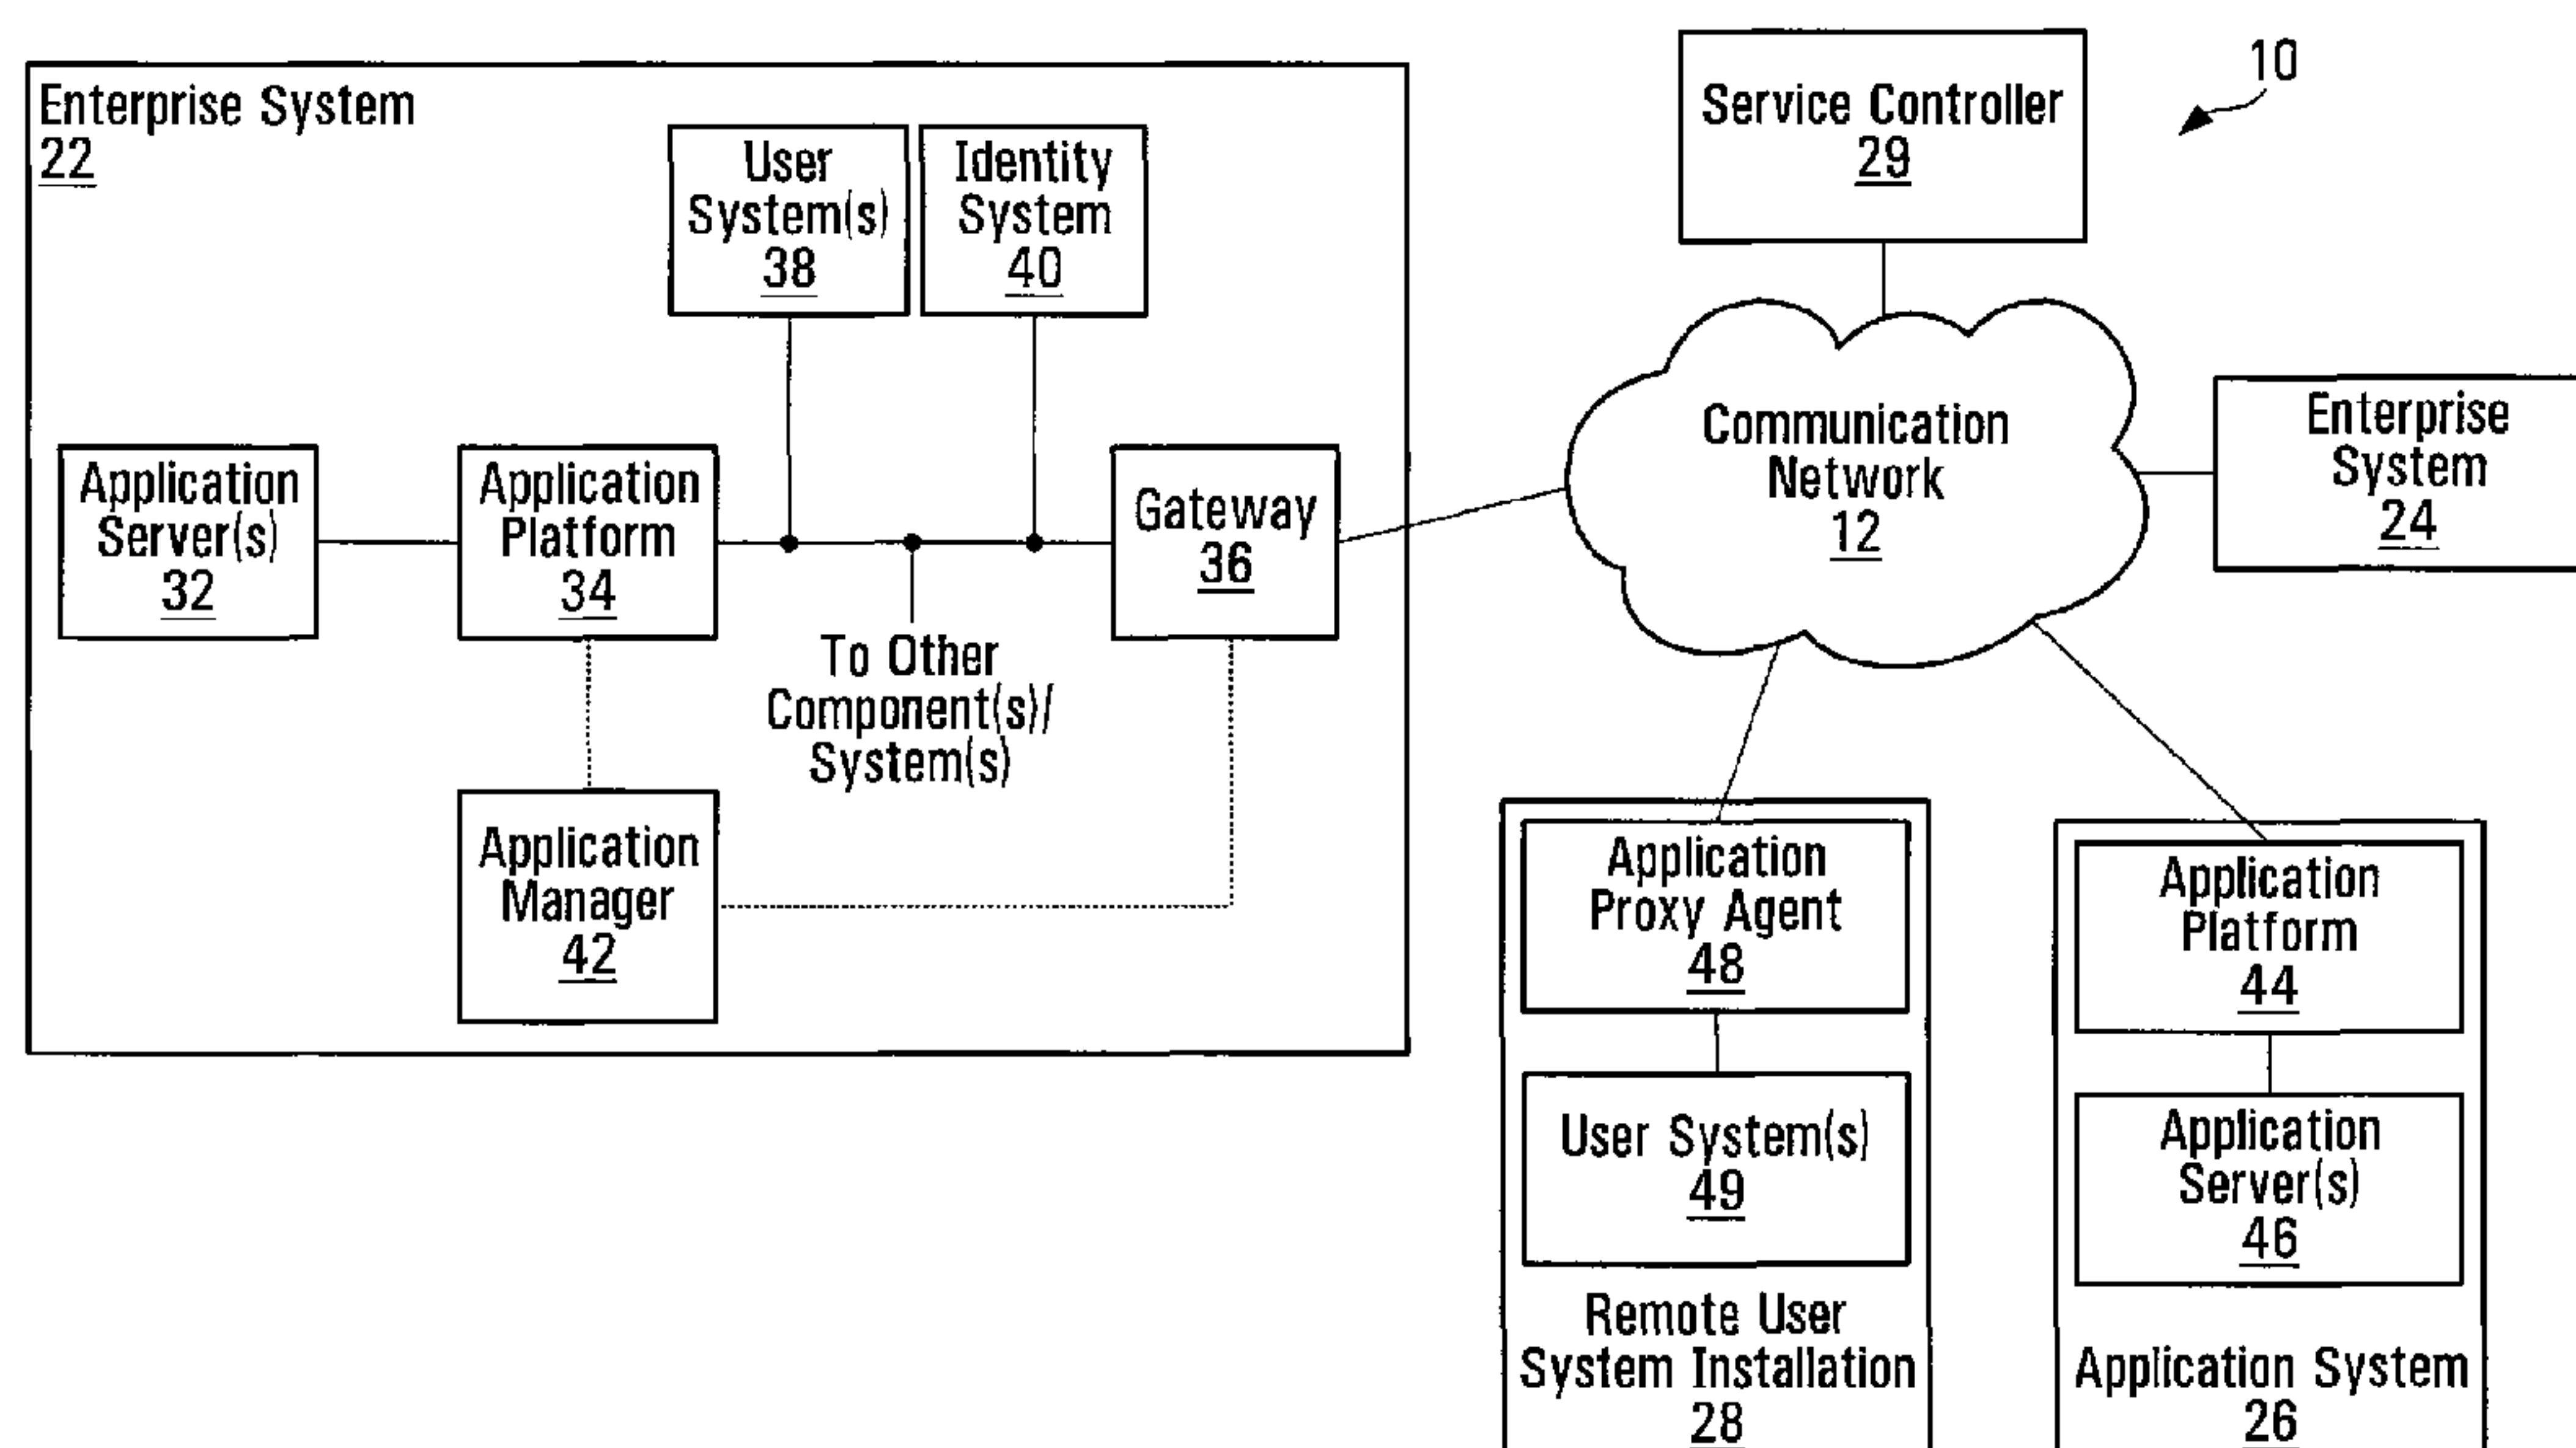 Enterprise System
22
User
System(s)
38
Identity
System
40
Application
Server(s)
32
Application
Platform
34
Gateway
36
To Other
Component(s)/
System(s)
Application
Manager
42
Service Controller
29
10
Communication
Network
12
Enterprise
System
24
Application
Proxy Agent
48
User System(s)
49
Remote User
System Installation
28
Application
Platform
44
Application
Server(s)
46
Application System
26